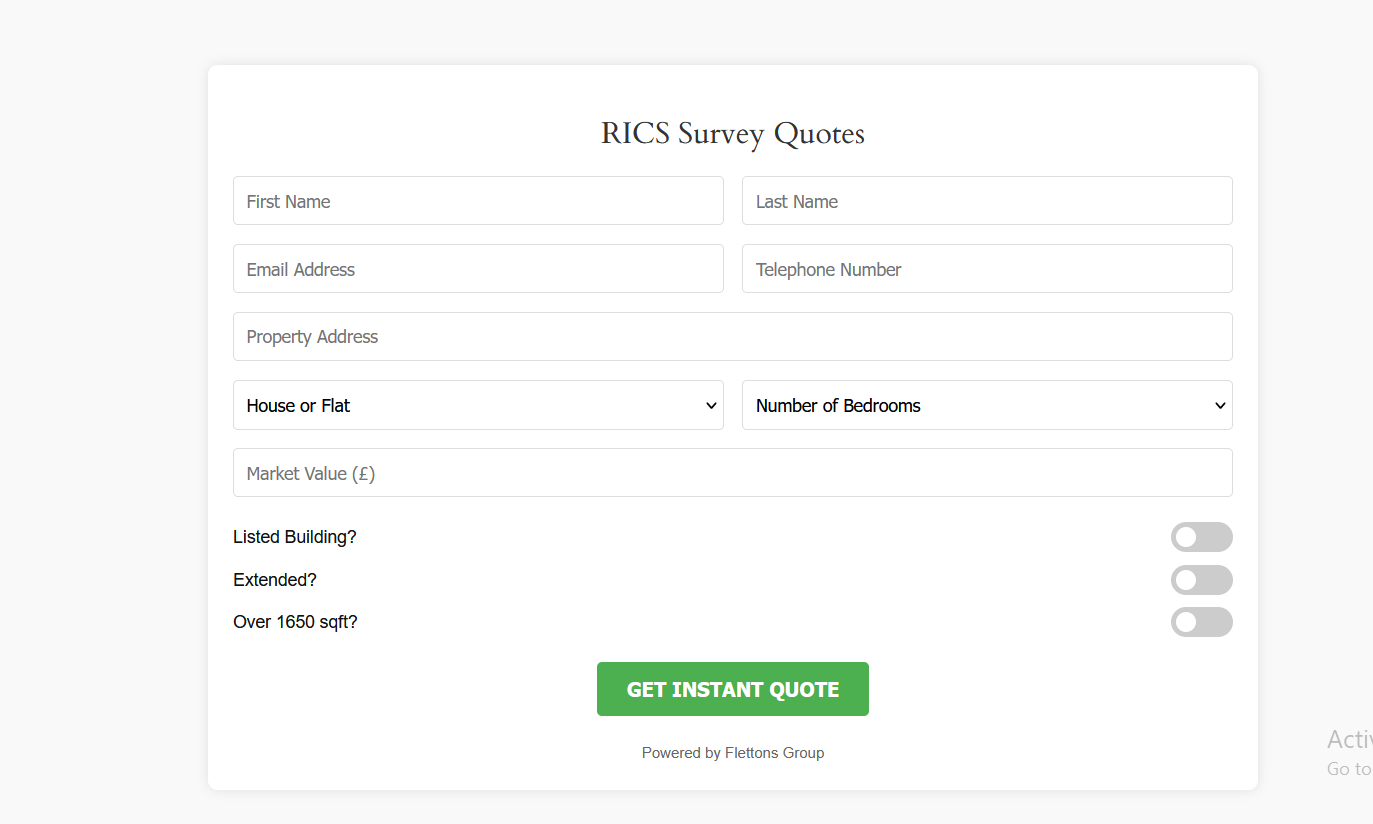 RICS Survey Quotes
First Name
Last Name
Email Address
Telephone Number
Property Address
House or Flat
Number of Bedrooms
Market Value (£)
Listed Building?
Extended?
Over 1650 sqft?
GET INSTANT QUOTE
Powered by Flettons Group
Go to